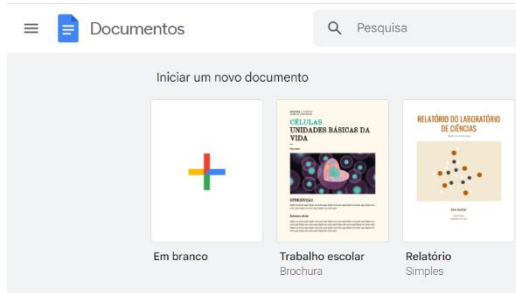 Documentos
Pesquisa
Iniciar um novo documento
CÉLULAS
UNIDADES BÁSICAS DA
VIDA
INTRODUÇÃO
RELATÓRIO DO LABORATÓRIO
DE CIÊNCIAS
Em branco
Trabalho escolar
Brochura
Relatório
Simples